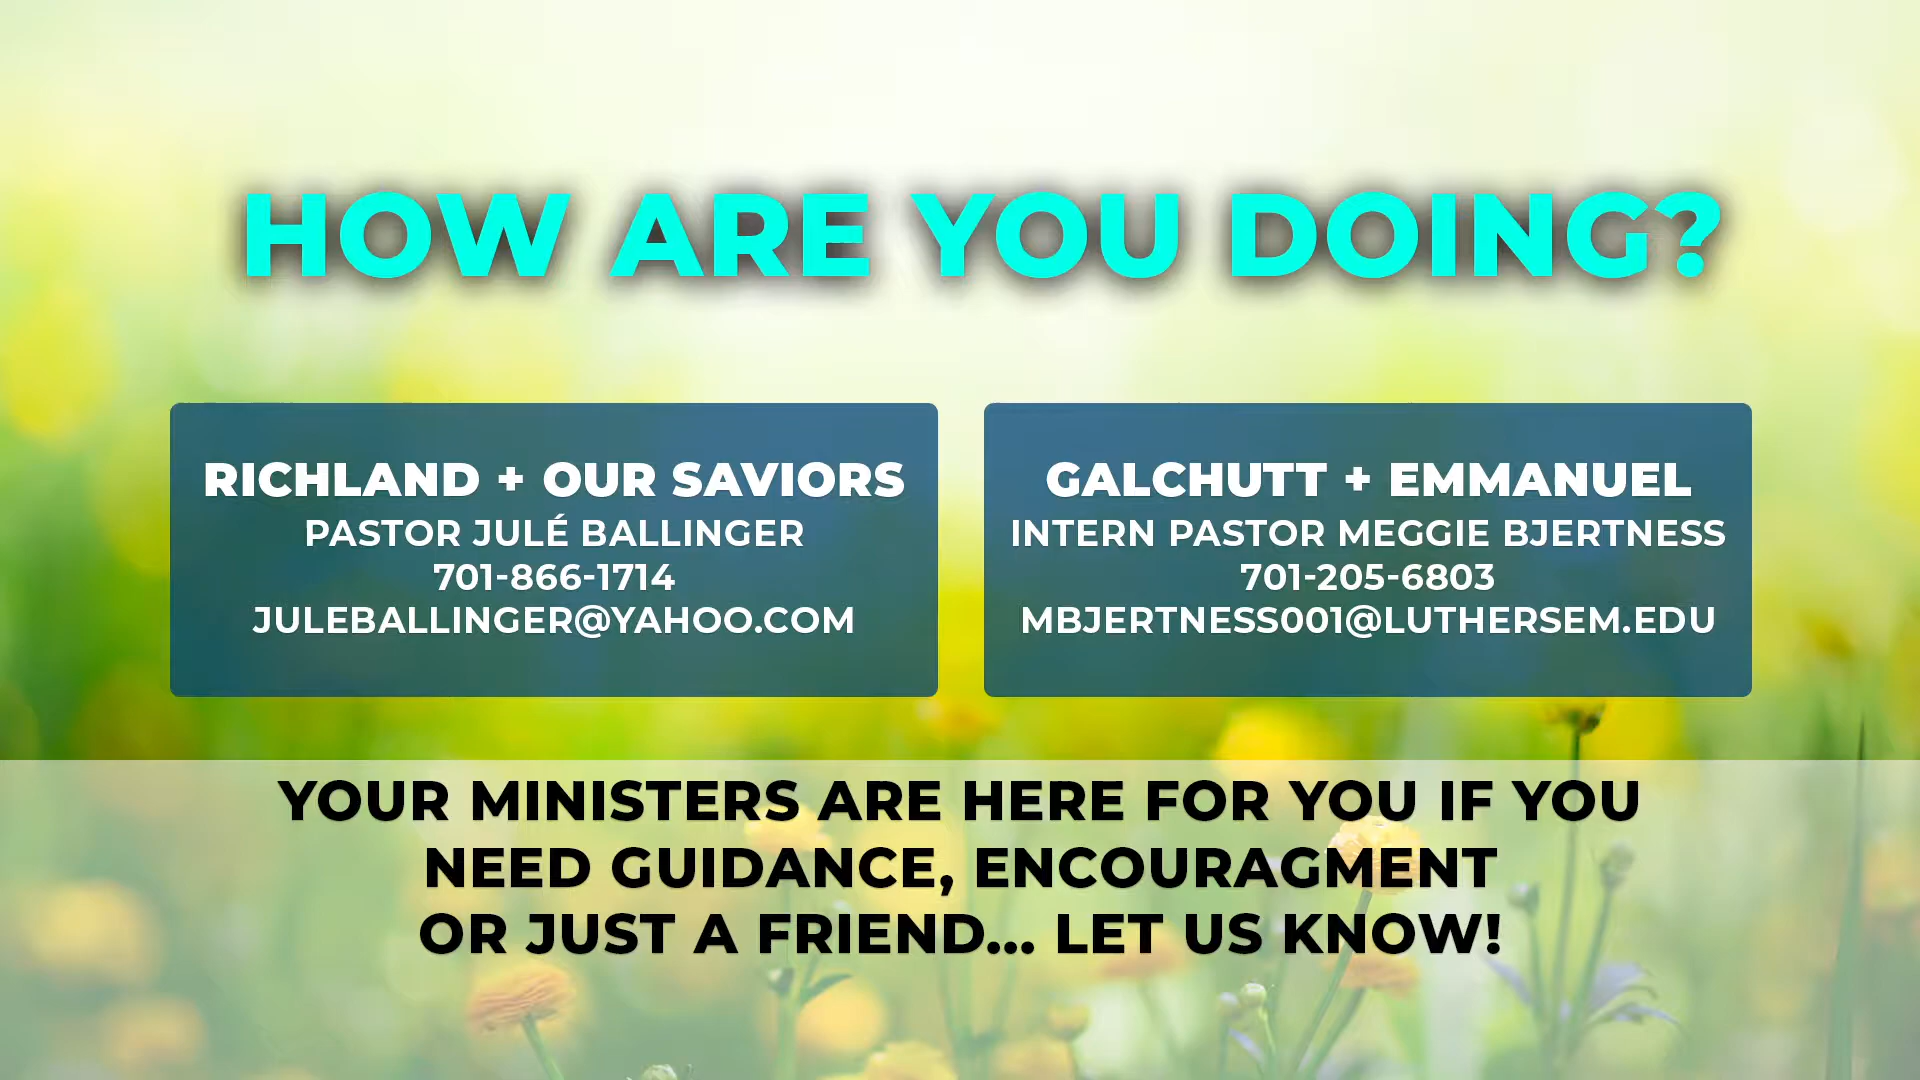 HOW ARE YOU DOING?
RICHLAND + OUR SAVIORS
PASTOR JULÉ BALLINGER
701-866-1714
JULEBALLINGER@YAHOO.COM
GALCHUTT + EMMANUEL
INTERN PASTOR MEGGIE BJERTNESS
701-205-6803
MBJERTNESS001@LUTHERSEM.EDU
YOUR MINISTERS ARE HERE FOR YOU IF YOU
NEED GUIDANCE, ENCOURAGMENT
OR JUST A FRIEND... LET US KNOW!